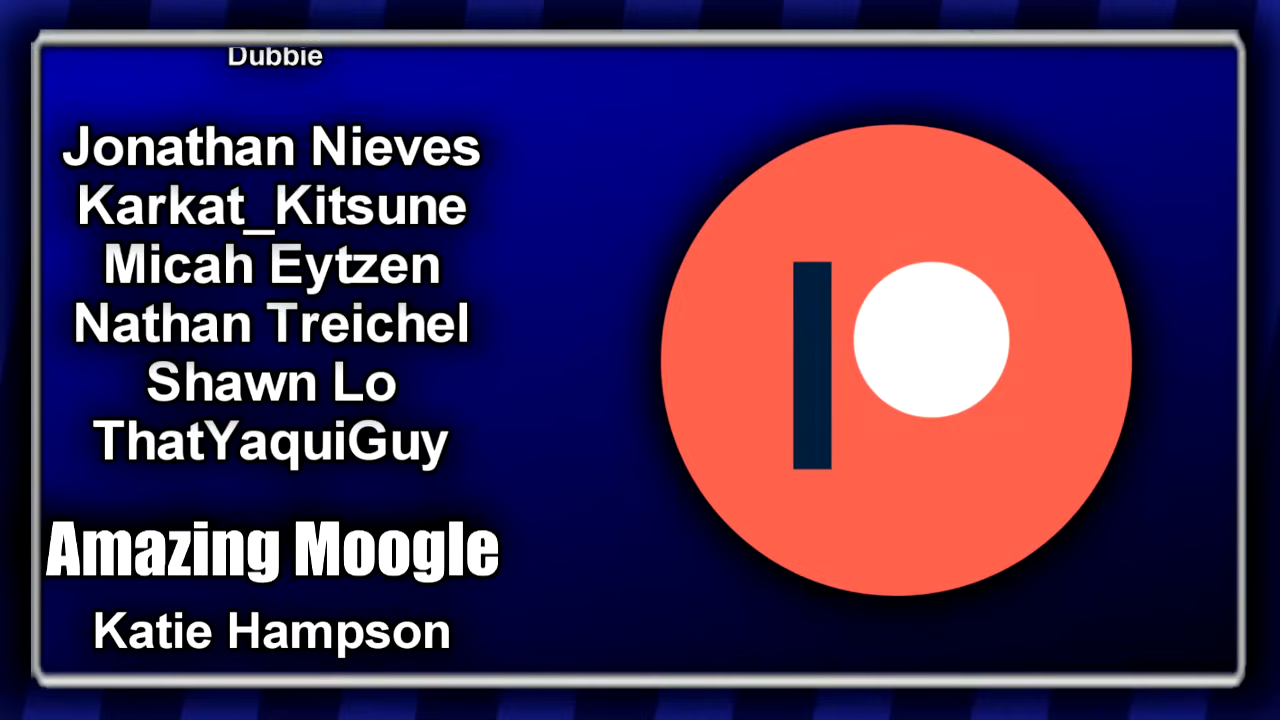 Dubbie
Jonathan Nieves
Karkat_Kitsune
Micah Eytzen
Nathan Treichel
Shawn Lo
ThatYaquiGuy
Amazing Moogle
Katie Hampson